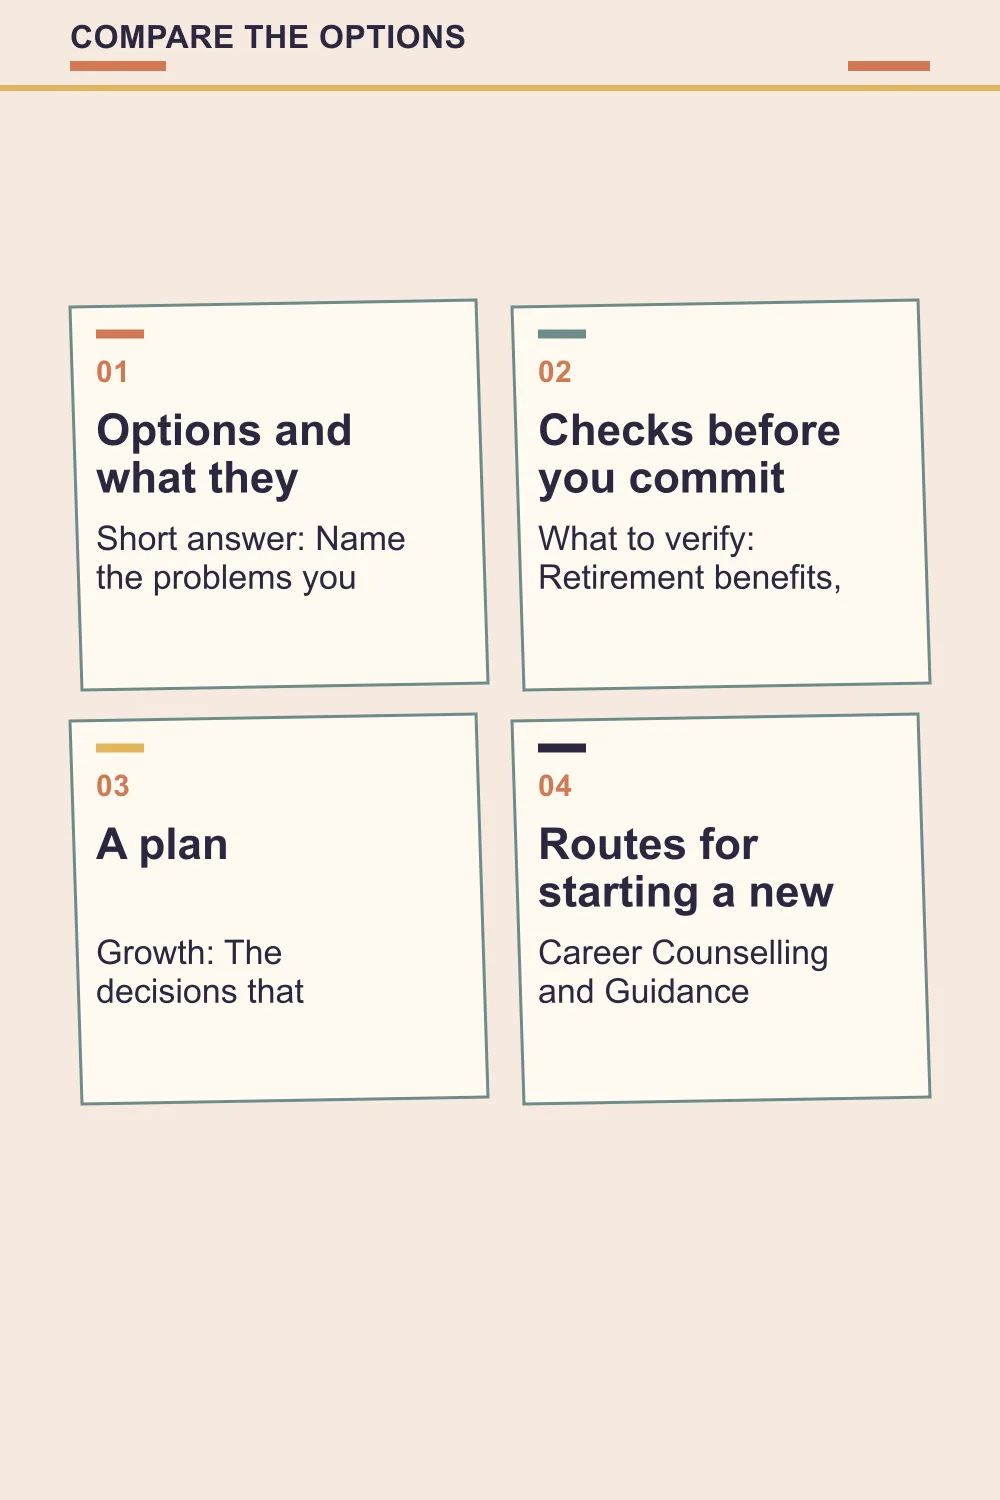 COMPARE THE OPTIONS
01
Options and
what they
Short answer: Name
the problems you
02
Checks before
you commit
What to verify:
Retirement benefits,
03
A plan
Growth: The
decisions that
04
Routes for
starting a new
Career Counselling
and Guidance